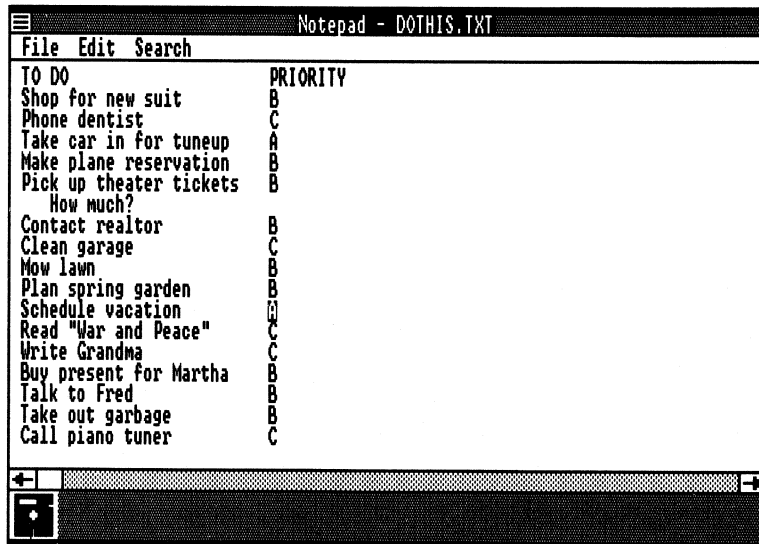 Notepad - DOTHIS.TXT
File Edit Search
TO DO PRIORITY
Shop for new suit B
Phone dentist C
Take car in for tuneup A
Make plane reservation B
Pick up theater tickets B
How much?
Contact realtor B
Clean garage C
Mow lawn B
Plan spring garden B
Schedule vacation A
Read "War and Peace" C
Write Grandma C
Buy present for Martha B
Talk to Fred B
Take out garbage B
Call piano tuner C